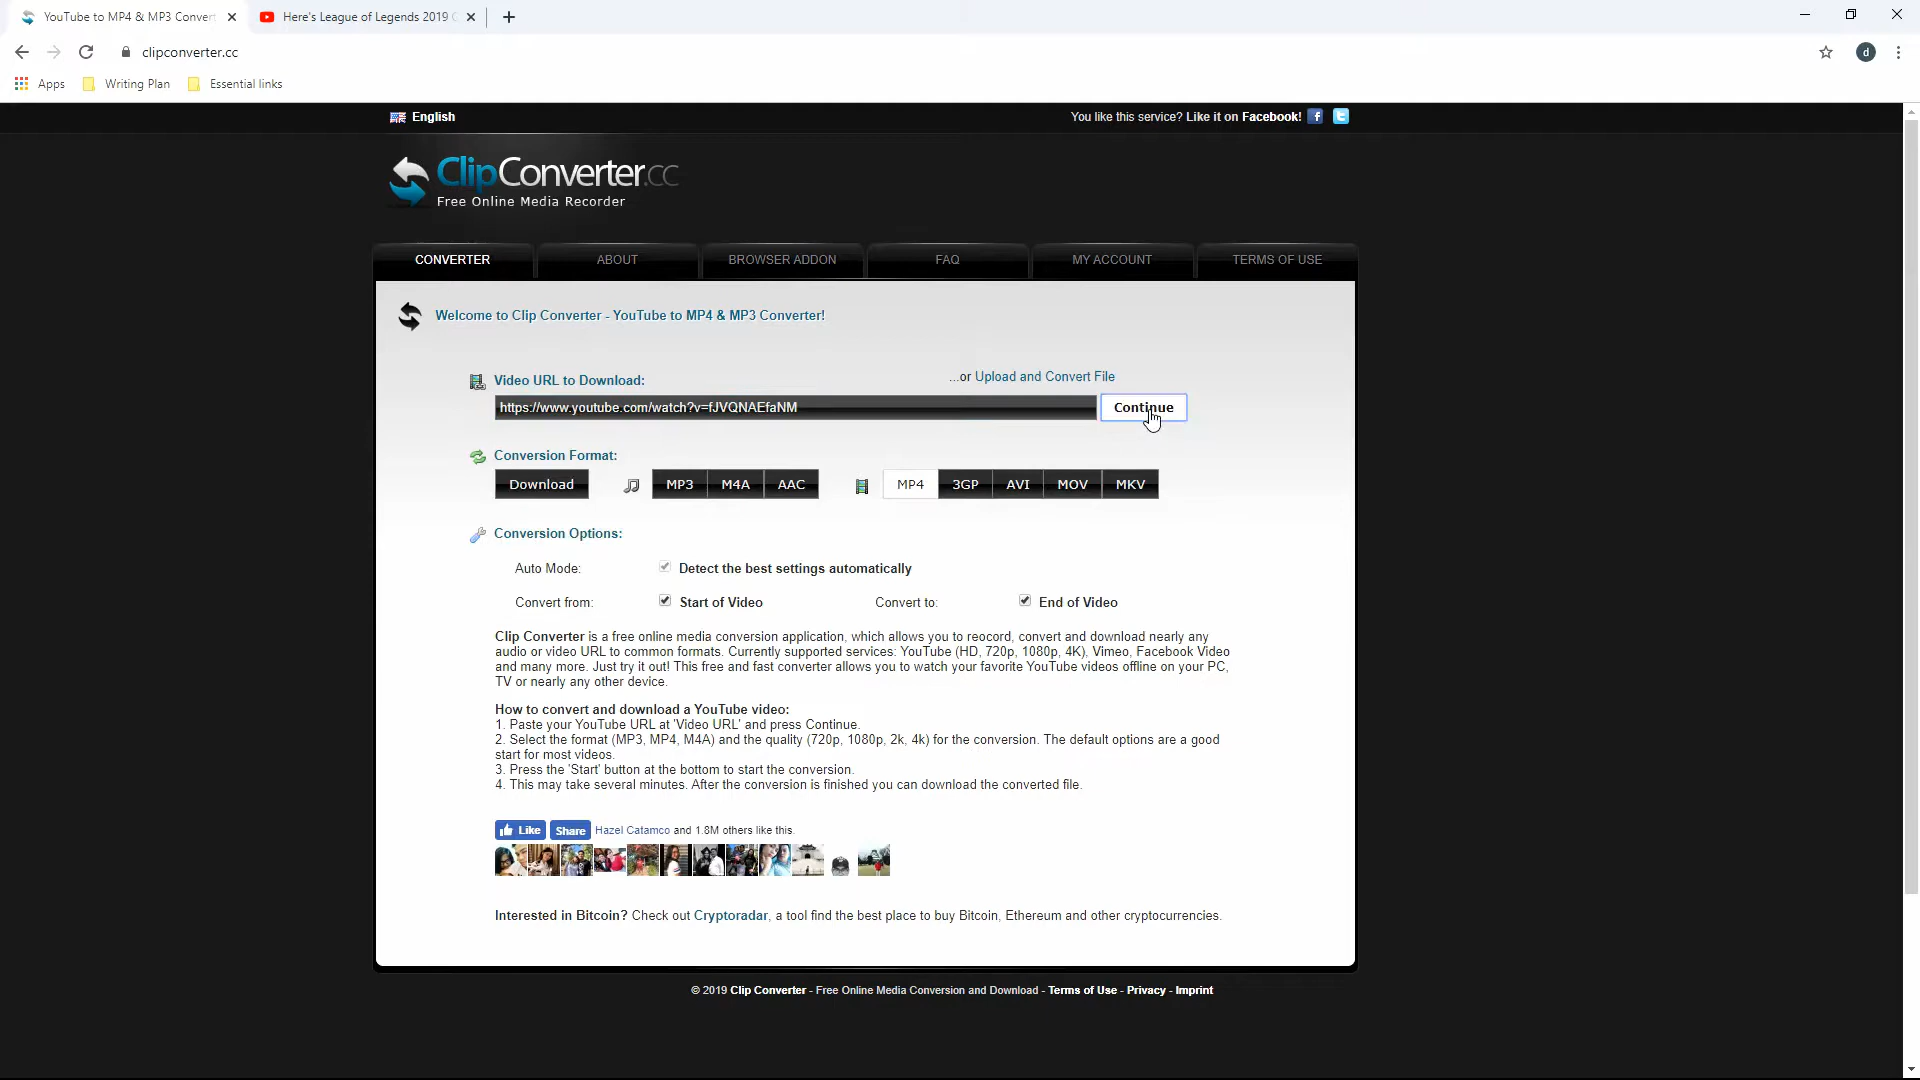 YouTube to MP4 & MP3 Convert
Here's League of Legends 2019
clipconverter.cc
d
Apps Writing Plan Essential links
English
You like this service? Like it on Facebook!
ClipConverter.cc
Free Online Media Recorder
CONVERTER ABOUT BROWSER ADDON FAQ MY ACCOUNT TERMS OF USE
Welcome to Clip Converter - YouTube to MP4 & MP3 Converter!
Video URL to Download:
...or Upload and Convert File
https://www.youtube.com/watch?v=fJVQNAEfaNM
Continue
Conversion Format:
Download MP3 M4A AAC MP4 3GP AVI MOV MKV
Conversion Options:
Auto Mode: Detect the best settings automatically
Convert from: Start of Video Convert to: End of Video
Clip Converter is a free online media conversion application, which allows you to reocord, convert and download nearly any
audio or video URL to common formats. Currently supported services: YouTube (HD, 720p, 1080p, 4K), Vimeo, Facebook Video
and many more. Just try it out! This free and fast converter allows you to watch your favorite YouTube videos offline on your PC,
TV or nearly any other device.
How to convert and download a YouTube video:
1. Paste your YouTube URL at 'Video URL' and press Continue.
2. Select the format (MP3, MP4, M4A) and the quality (720p, 1080p, 2k, 4k) for the conversion. The default options are a good
start for most videos.
3. Press the 'Start' button at the bottom to start the conversion.
4. This may take several minutes. After the conversion is finished you can download the converted file.
Like Share Hazel Catamco and 1.8M others like this.
Interested in Bitcoin? Check out Cryptoradar, a tool find the best place to buy Bitcoin, Ethereum and other cryptocurrencies.
© 2019 Clip Converter - Free Online Media Conversion and Download - Terms of Use - Privacy - Imprint